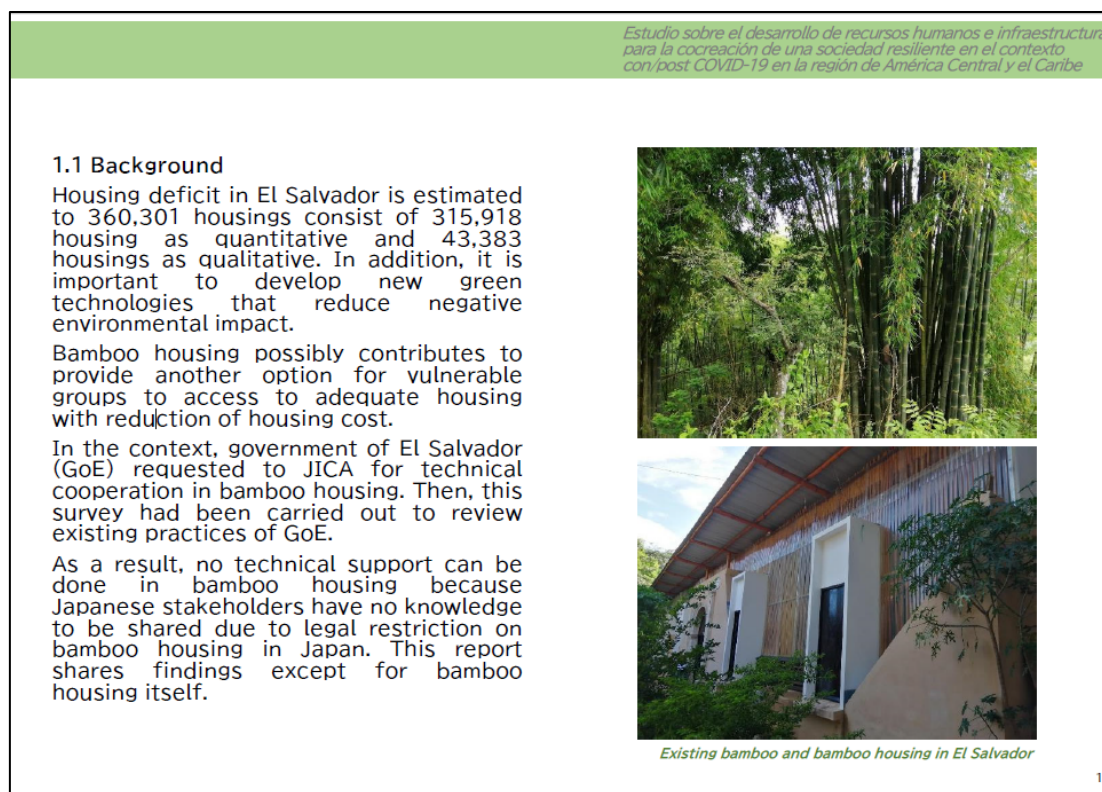 Estudio sobre el desarrollo de recursos humanos e infraestructura
para la cocreación de una sociedad resiliente en el contexto
con/post COVID-19 en la región de América Central y el Caribe
1.1 Background
Housing deficit in El Salvador is estimated
to 360,301 housings consist of 315,918
housing as quantitative and 43,383
housings as qualitative. In addition, it is
important to develop new green
technologies that reduce negative
environmental impact.
Bamboo housing possibly contributes to
provide another option for vulnerable
groups to access to adequate housing
with reduction of housing cost.
In the context, government of El Salvador
(GoE) requested to JICA for technical
cooperation in bamboo housing. Then, this
survey had been carried out to review
existing practices of GoE.
As a result, no technical support can be
done in bamboo housing because
Japanese stakeholders have no knowledge
to be shared due to legal restriction on
bamboo housing in Japan. This report
shares findings except for bamboo
housing itself.
Existing bamboo and bamboo housing in El Salvador
1